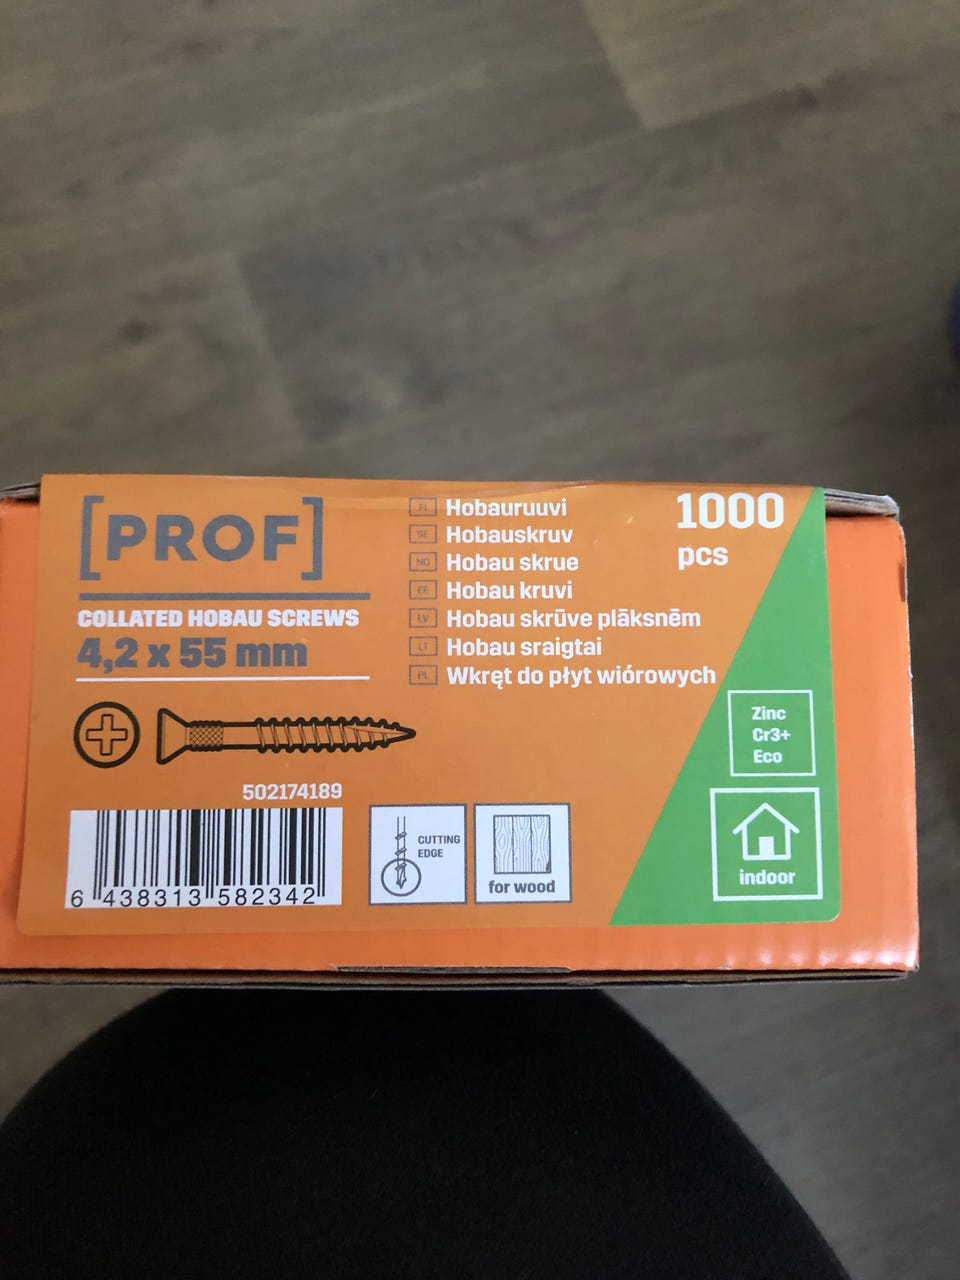 [PROF]
COLLATED HOBAU SCREWS
4,2 x 55 mm
FI Hobauruuvi
SE Hobauskruv
NO Hobau skrue
EE Hobau kruvi
LV Hobau skrūve plāksnēm
LT Hobau sraigtai
PL Wkręt do płyt wiórowych
1000
pcs
Zinc
Cr3+
Eco
502174189
6 438313 582342
CUTTING
EDGE
for wood
indoor